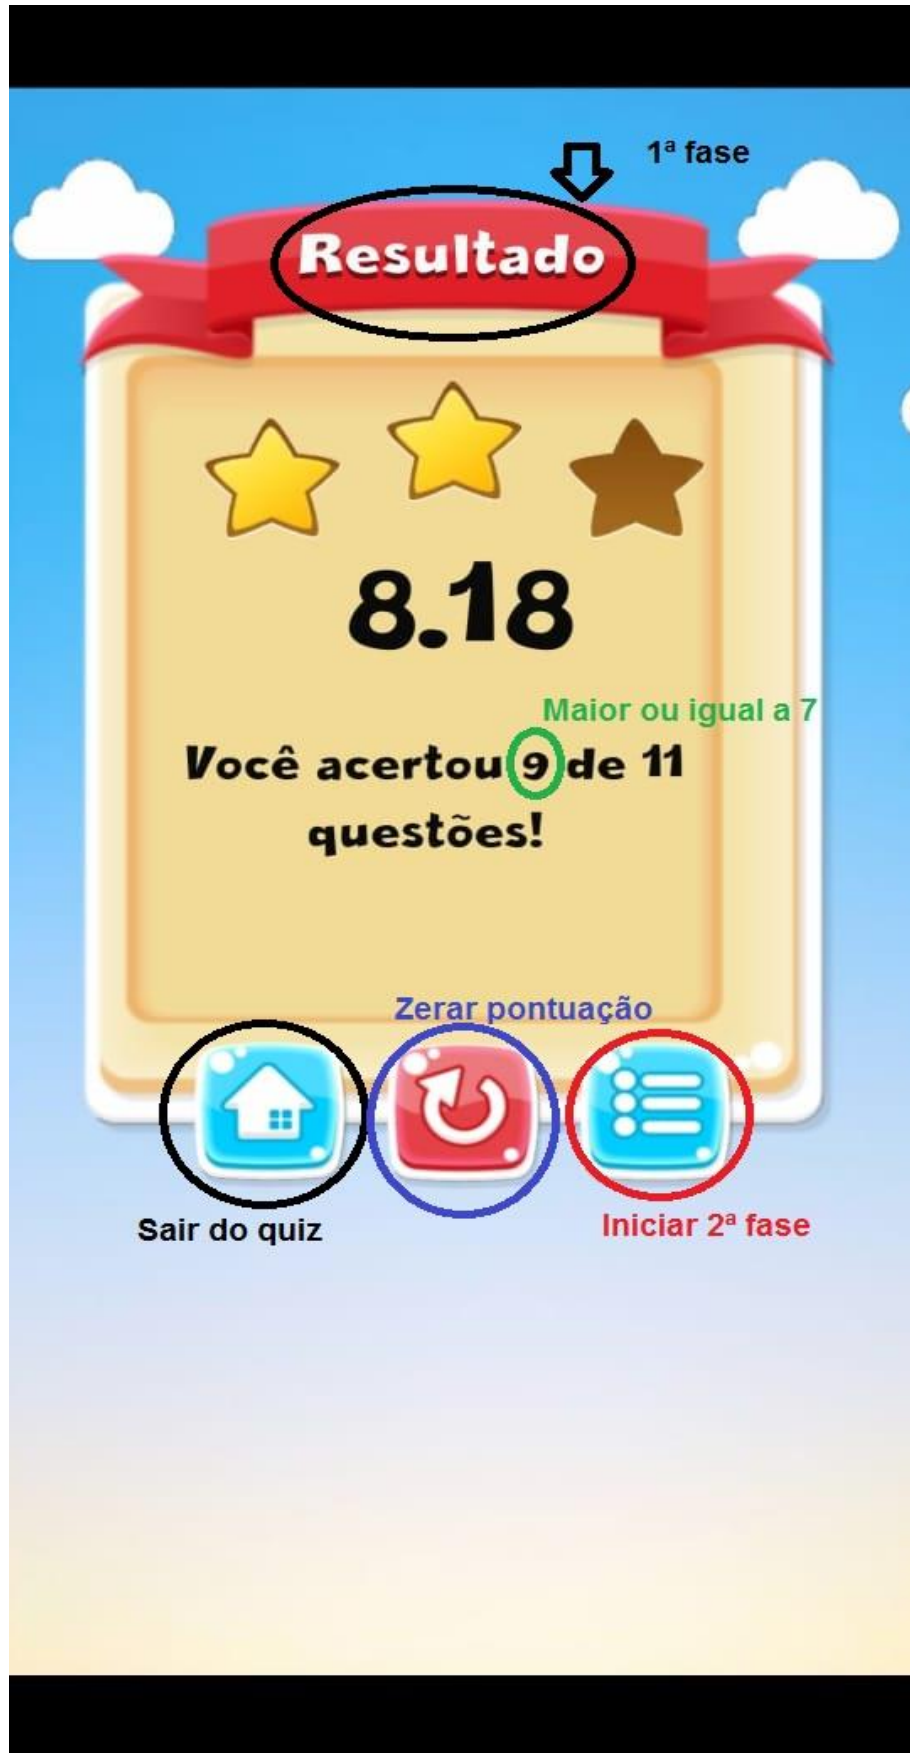 1ª fase
Resultado
8.18
Maior ou igual a 7
Você acertou 9 de 11
questões!
Zerar pontuação
Sair do quiz
Iniciar 2ª fase